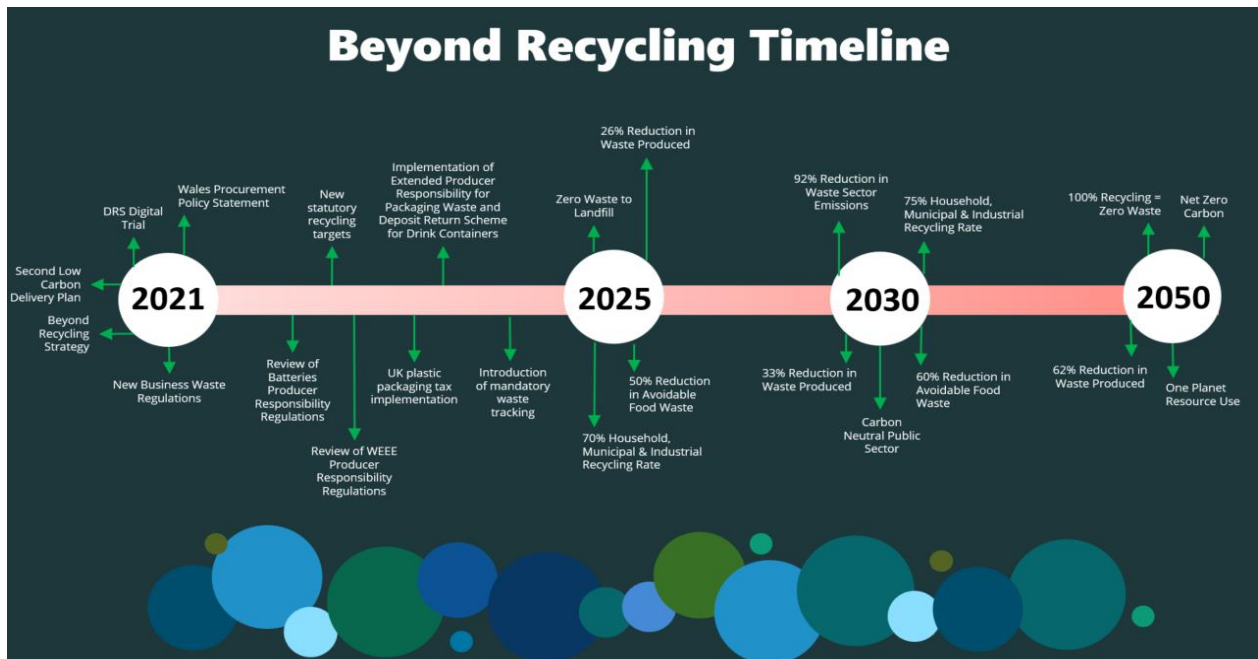 Beyond Recycling Timeline
DRS Digital
Trial
Wales Procurement
Policy Statement
Second Low
Carbon
Delivery Plan
Beyond
Recycling
Strategy
2021
New Business Waste
Regulations
New
statutory
recycling
targets
Implementation of
Extended Producer
Responsibility for
Packaging Waste and
Deposit Return Scheme
for Drink Containers
Review of
Batteries
Producer
Responsibility
Regulations
Review of WEEE
Producer
Responsibility
Regulations
UK plastic
packaging tax
implementation
Introduction
of mandatory
waste
tracking
Zero Waste to
Landfill
26% Reduction in
Waste Produced
2025
70% Household,
Municipal & Industrial
Recycling Rate
50% Reduction
in Avoidable
Food Waste
92% Reduction in
Waste Sector
Emissions
75% Household,
Municipal & Industrial
Recycling Rate
2030
33% Reduction in
Waste Produced
Carbon
Neutral Public
Sector
60% Reduction in
Avoidable Food
Waste
100% Recycling =
Zero Waste
Net Zero
Carbon
2050
62% Reduction in
Waste Produced
One Planet
Resource Use